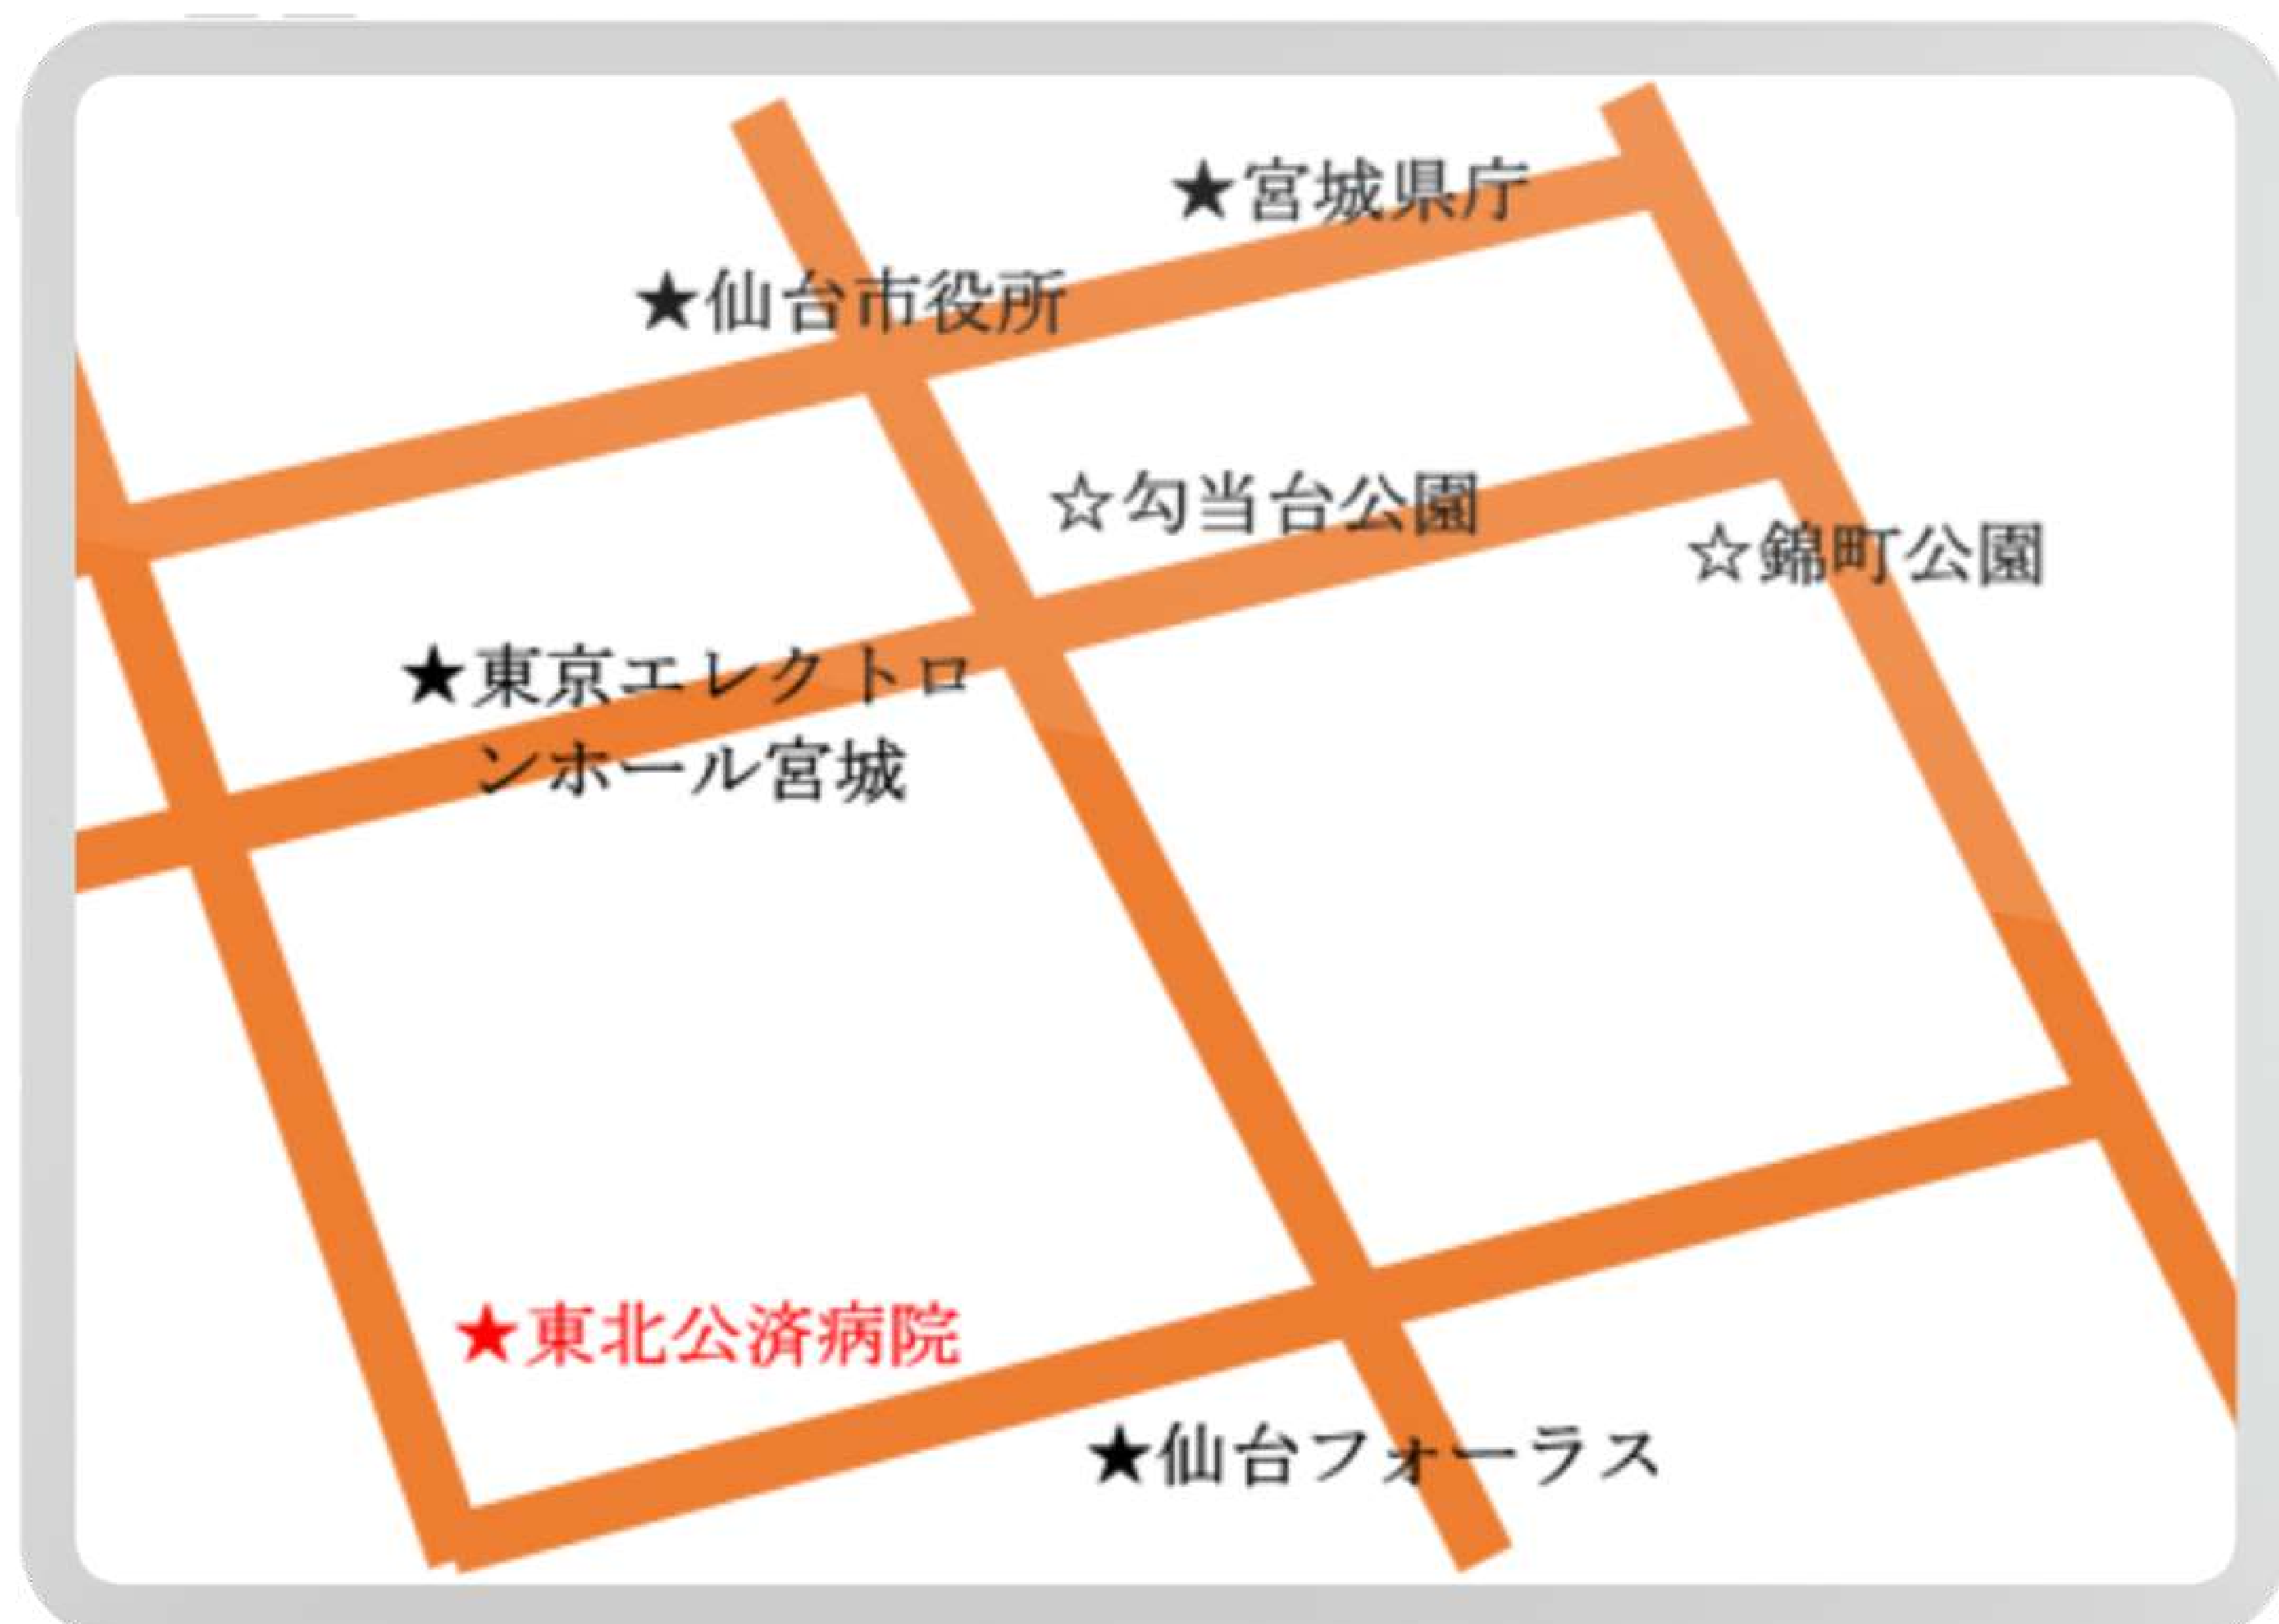 ★宮城県庁
★仙台市役所
☆勾当台公園
☆錦町公園
★東京エレクトロ
ンホール宮城
★東北公済病院
★仙台フォーラス